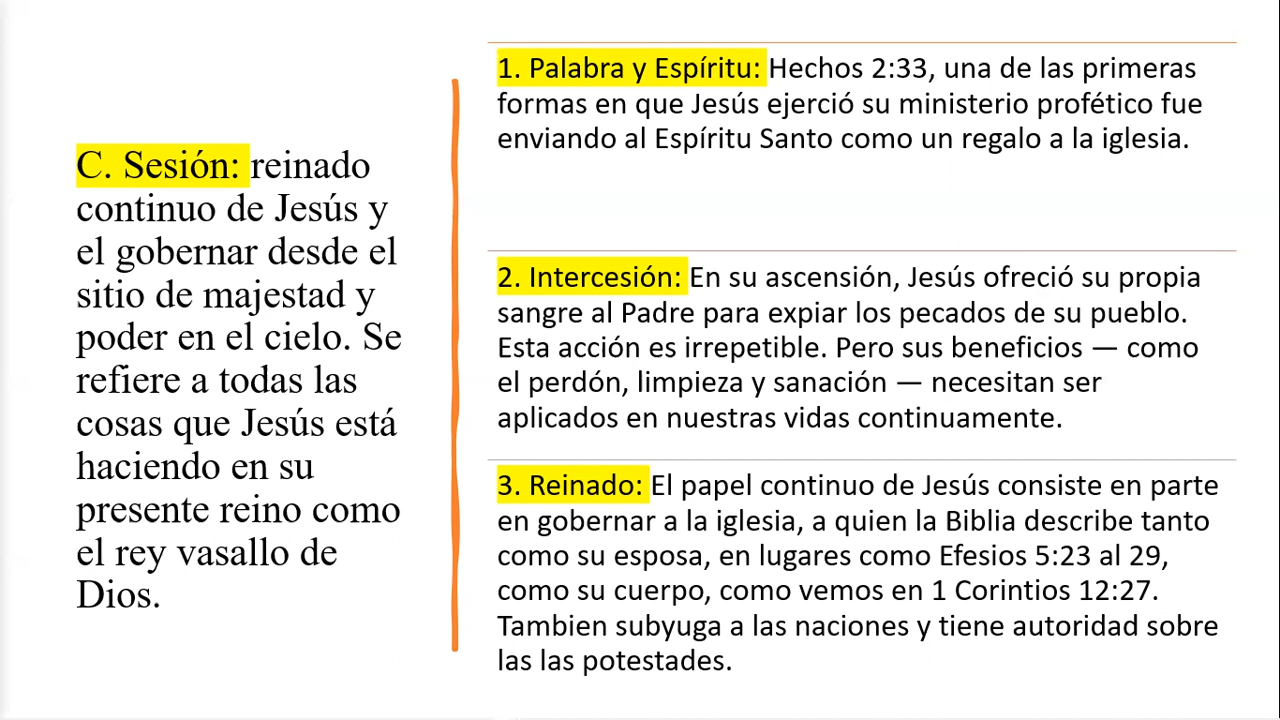 C. Sesión: reinado
continuo de Jesús y
el gobernar desde el
sitio de majestad y
poder en el cielo. Se
refiere a todas las
cosas que Jesús está
haciendo en su
presente reino como
el rey vasallo de
Dios.
1. Palabra y Espíritu: Hechos 2:33, una de las primeras
formas en que Jesús ejerció su ministerio profético fue
enviando al Espíritu Santo como un regalo a la iglesia.
2. Intercesión: En su ascensión, Jesús ofreció su propia
sangre al Padre para expiar los pecados de su pueblo.
Esta acción es irrepetible. Pero sus beneficios — como
el perdón, limpieza y sanación — necesitan ser
aplicados en nuestras vidas continuamente.
3. Reinado: El papel continuo de Jesús consiste en parte
en gobernar a la iglesia, a quien la Biblia describe tanto
como su esposa, en lugares como Efesios 5:23 al 29,
como su cuerpo, como vemos en 1 Corintios 12:27.
Tambien subyuga a las naciones y tiene autoridad sobre
las las potestades.